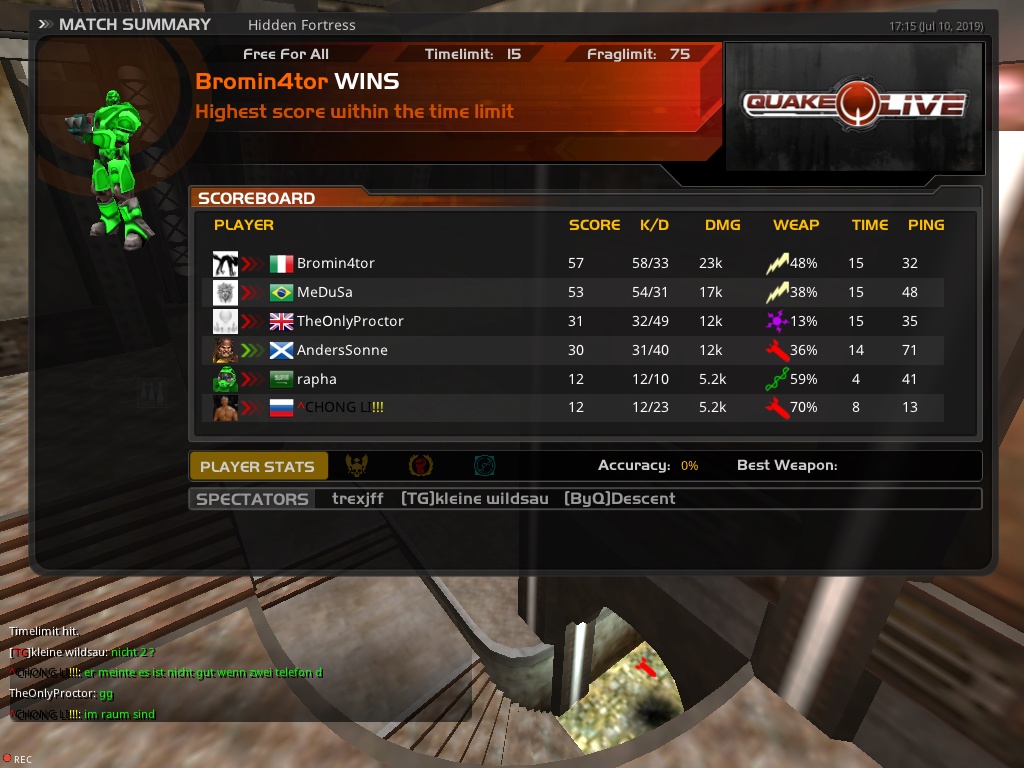 MATCH SUMMARY Hidden Fortress 17:15 (Jul 10, 2019)
Free For All Timelimit: 15 Fraglimit: 75
Bromin4tor WINS
Highest score within the time limit
QUAKE LIVE
SCOREBOARD
PLAYER SCORE K/D DMG WEAP TIME PING
Bromin4tor 57 58/33 23k 48% 15 32
MeDuSa 53 54/31 17k 38% 15 48
TheOnlyProctor 31 32/49 12k 13% 15 35
AndersSonne 30 31/40 12k 36% 14 71
rapha 12 12/10 5.2k 59% 4 41
^CHONG LI!!! 12 12/23 5.2k 70% 8 13
PLAYER STATS Accuracy: 0% Best Weapon:
SPECTATORS trexjff [TG]kleine wildsau [ByQ]Descent
Timelimit hit.
[TG]kleine wildsau: nicht 2 ?
^CHONG LI!!!: er meinte es ist nicht gut wenn zwei telefon d
TheOnlyProctor: gg
^CHONG LI!!!: im raum sind
REC